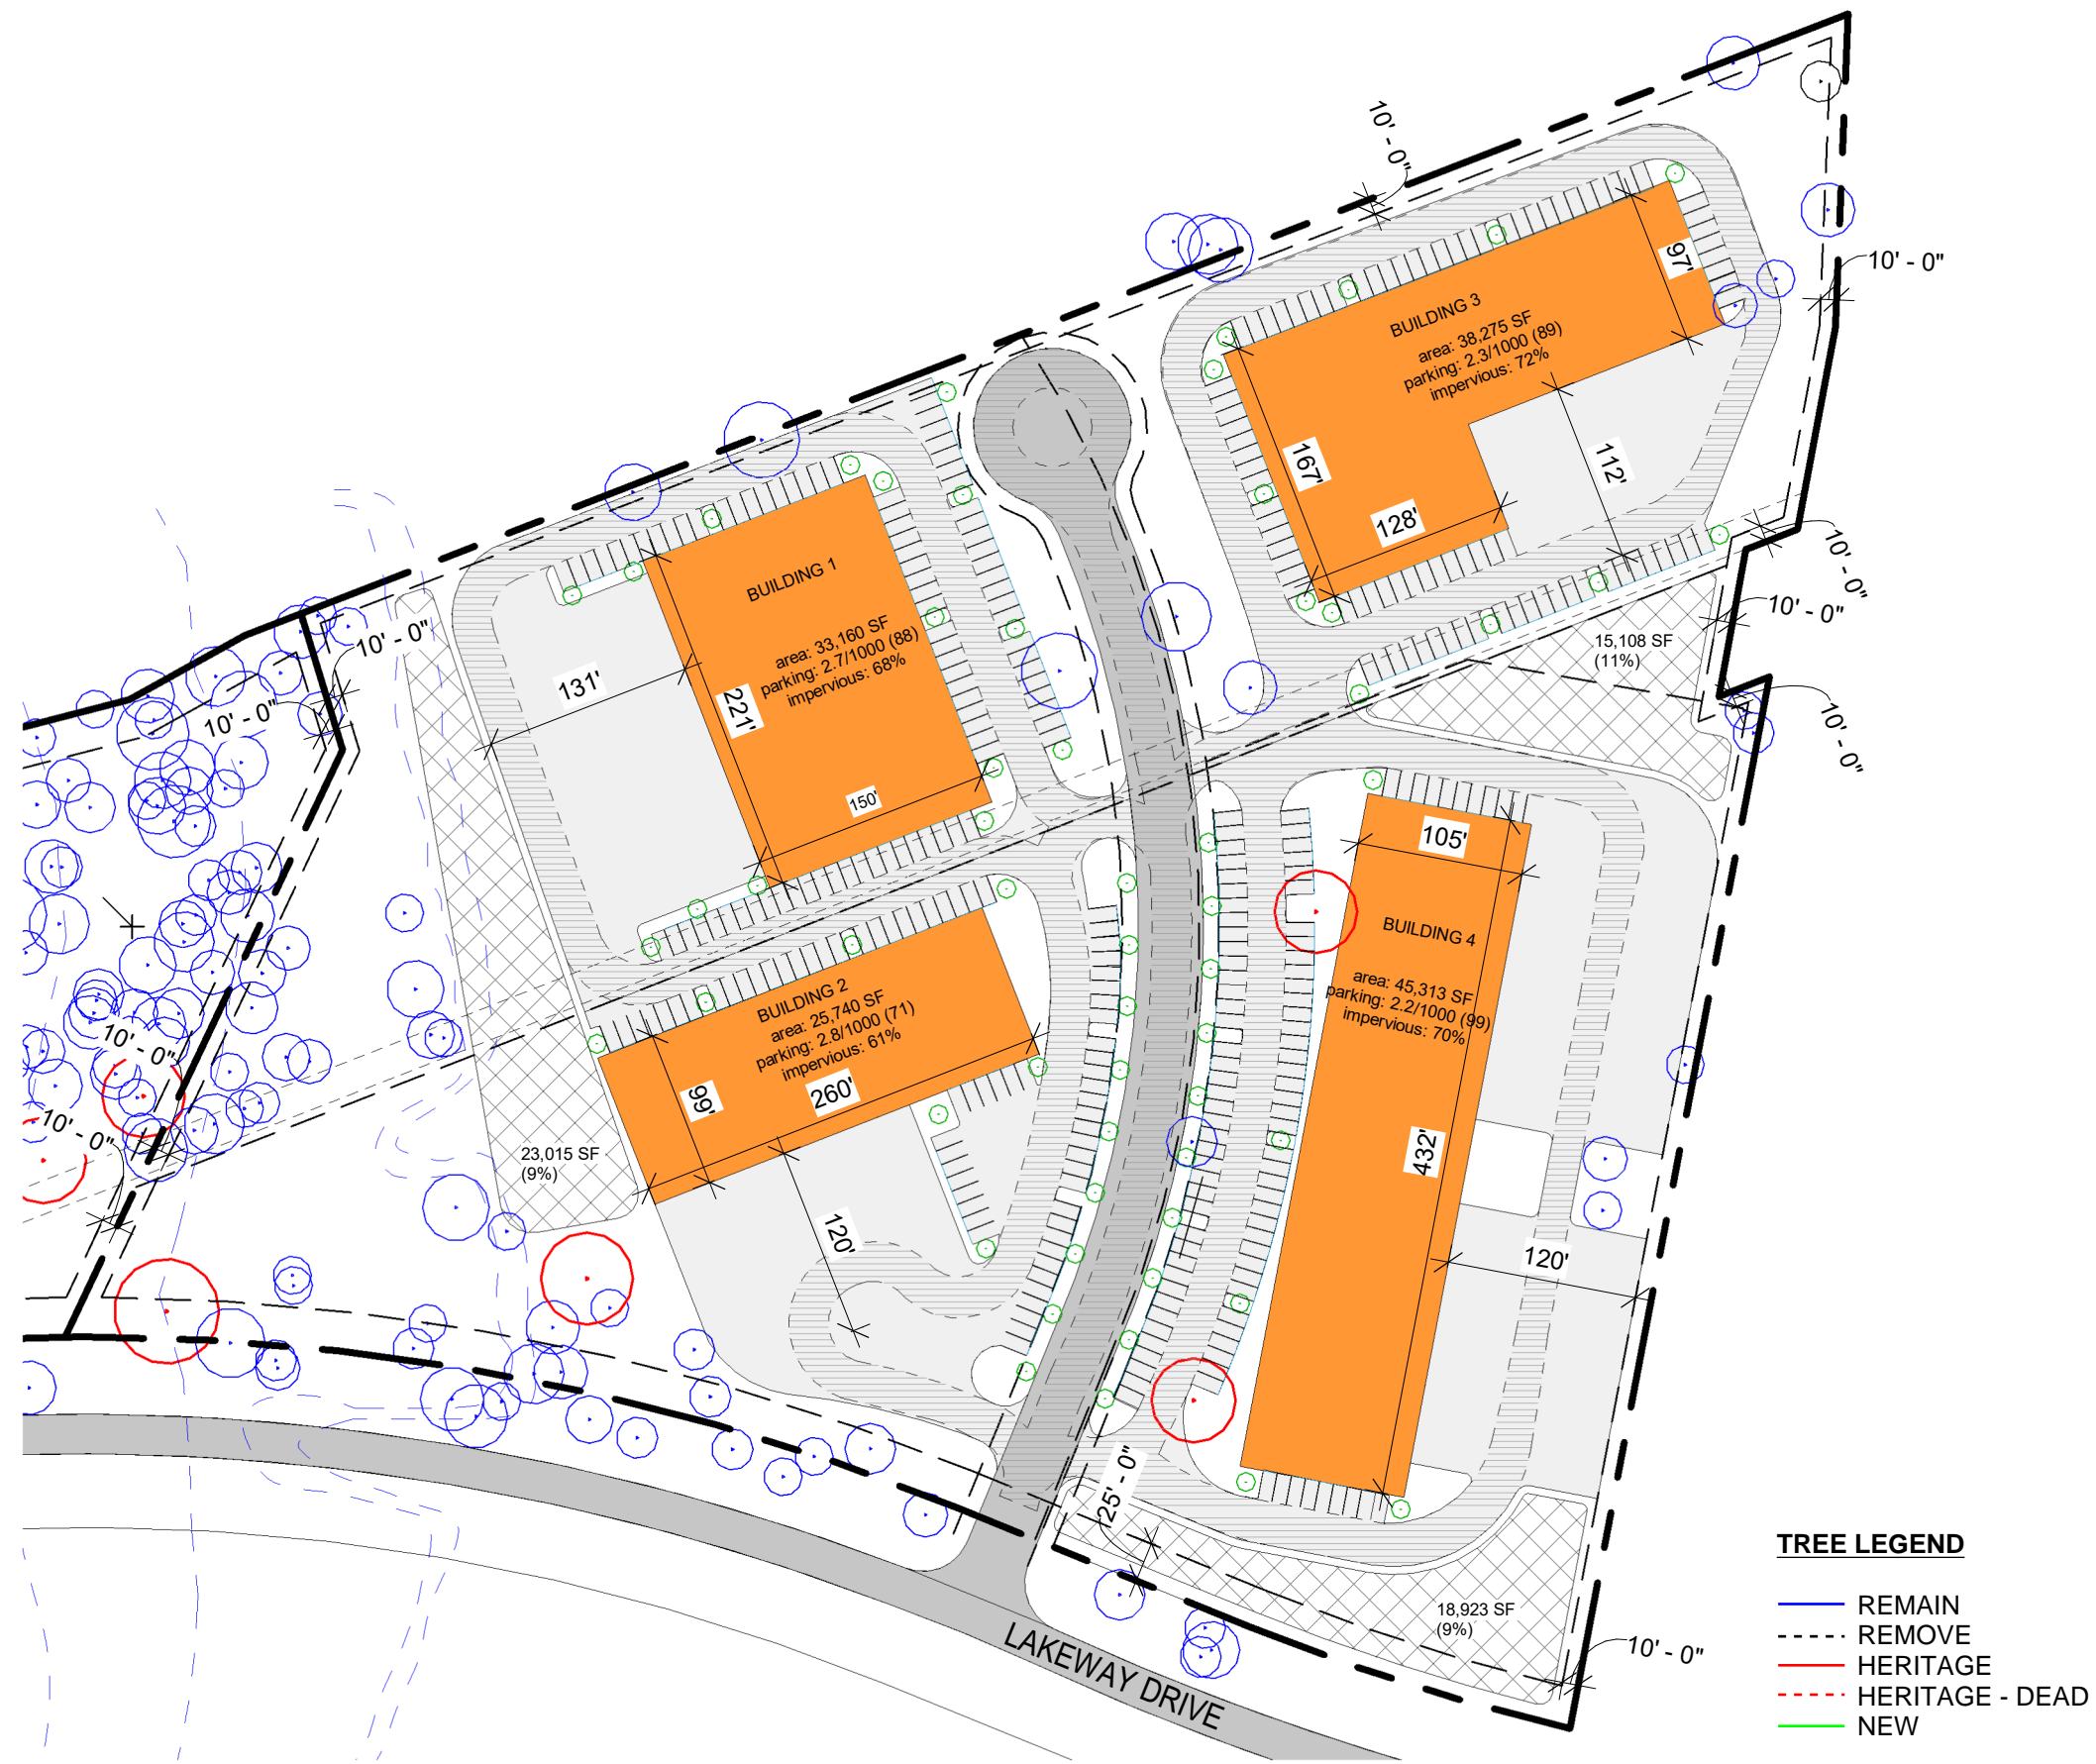 10' - 0"
10' - 0"
97'
BUILDING 3
area: 38,275 SF
parking: 2.3/1000 (89)
impervious: 72%
167'
112'
128'
10' - 0"
10' - 0"
10' - 0"
15,108 SF
(11%)
BUILDING 1
area: 33,160 SF
parking: 2.7/1000 (88)
impervious: 68%
131'
221'
150'
10' - 0"
10' - 0"
105'
BUILDING 4
area: 45,313 SF
parking: 2.2/1000 (99)
impervious: 70%
432'
120'
BUILDING 2
area: 25,740 SF
parking: 2.8/1000 (71)
impervious: 61%
99'
260'
120'
10' - 0"
10' - 0"
23,015 SF
(9%)
25' - 0"
18,923 SF
(9%)
10' - 0"
LAKEWAY DRIVE
TREE LEGEND
REMAIN
REMOVE
HERITAGE
HERITAGE - DEAD
NEW